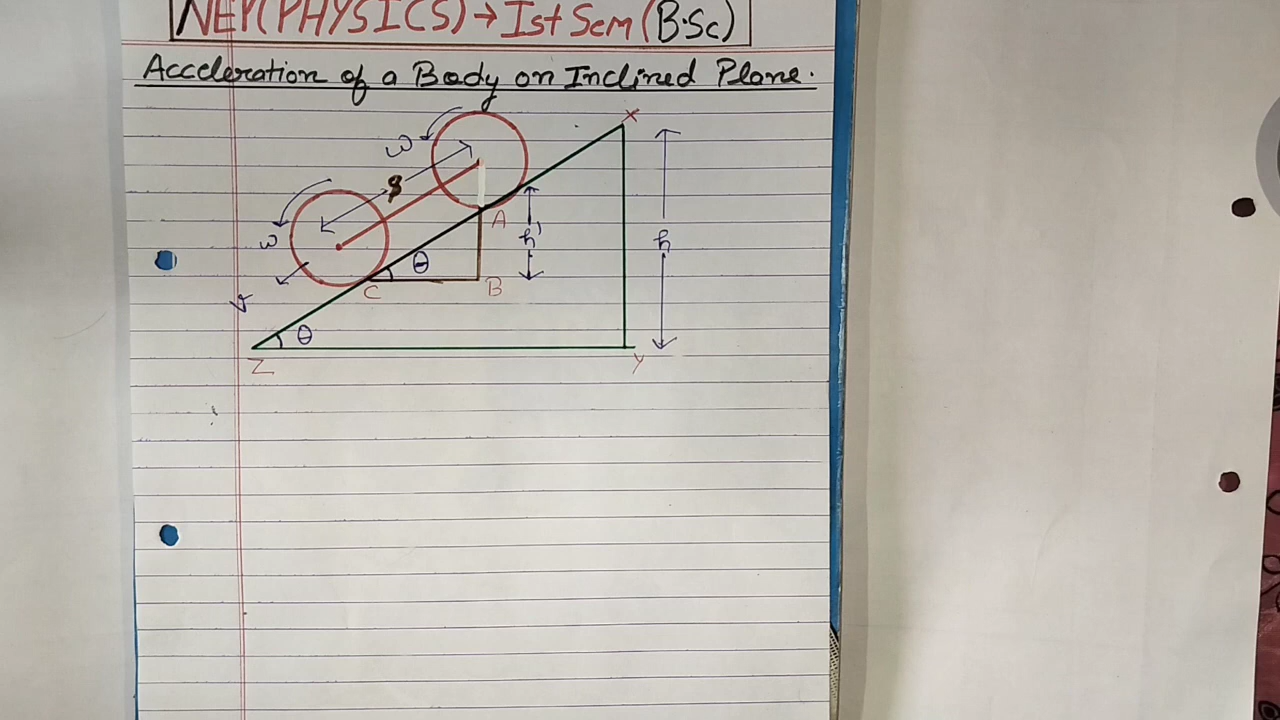 NEP(PHYSICS)→Ist Sem (B.Sc)
Acceleration of a Body on Inclined Plane.
X
ω
S
A
h'
h
ω
θ
C
B
v
θ
Z
Y